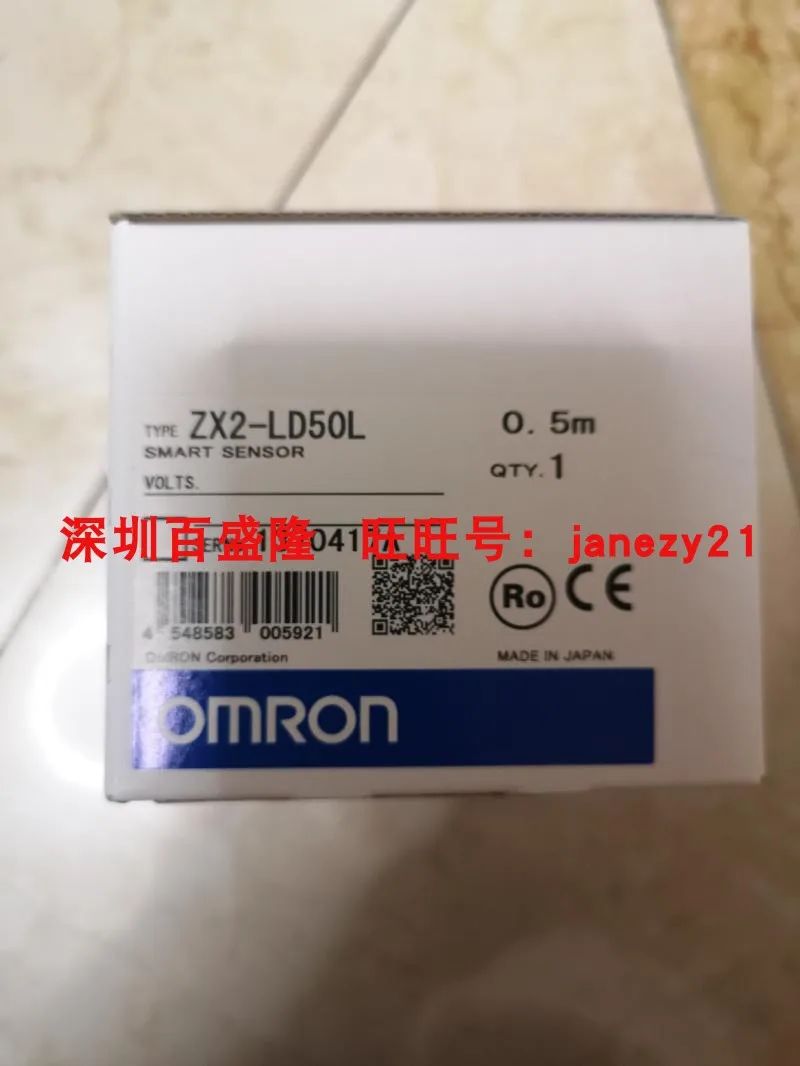 TYPE ZX2-LD50L 0.5m
SMART SENSOR
QTY.1
VOLTS.
深圳百盛隆 旺旺号：janezy21
4 548583 005921
OMRON Corporation
Ro CE
MADE IN JAPAN
OMRON